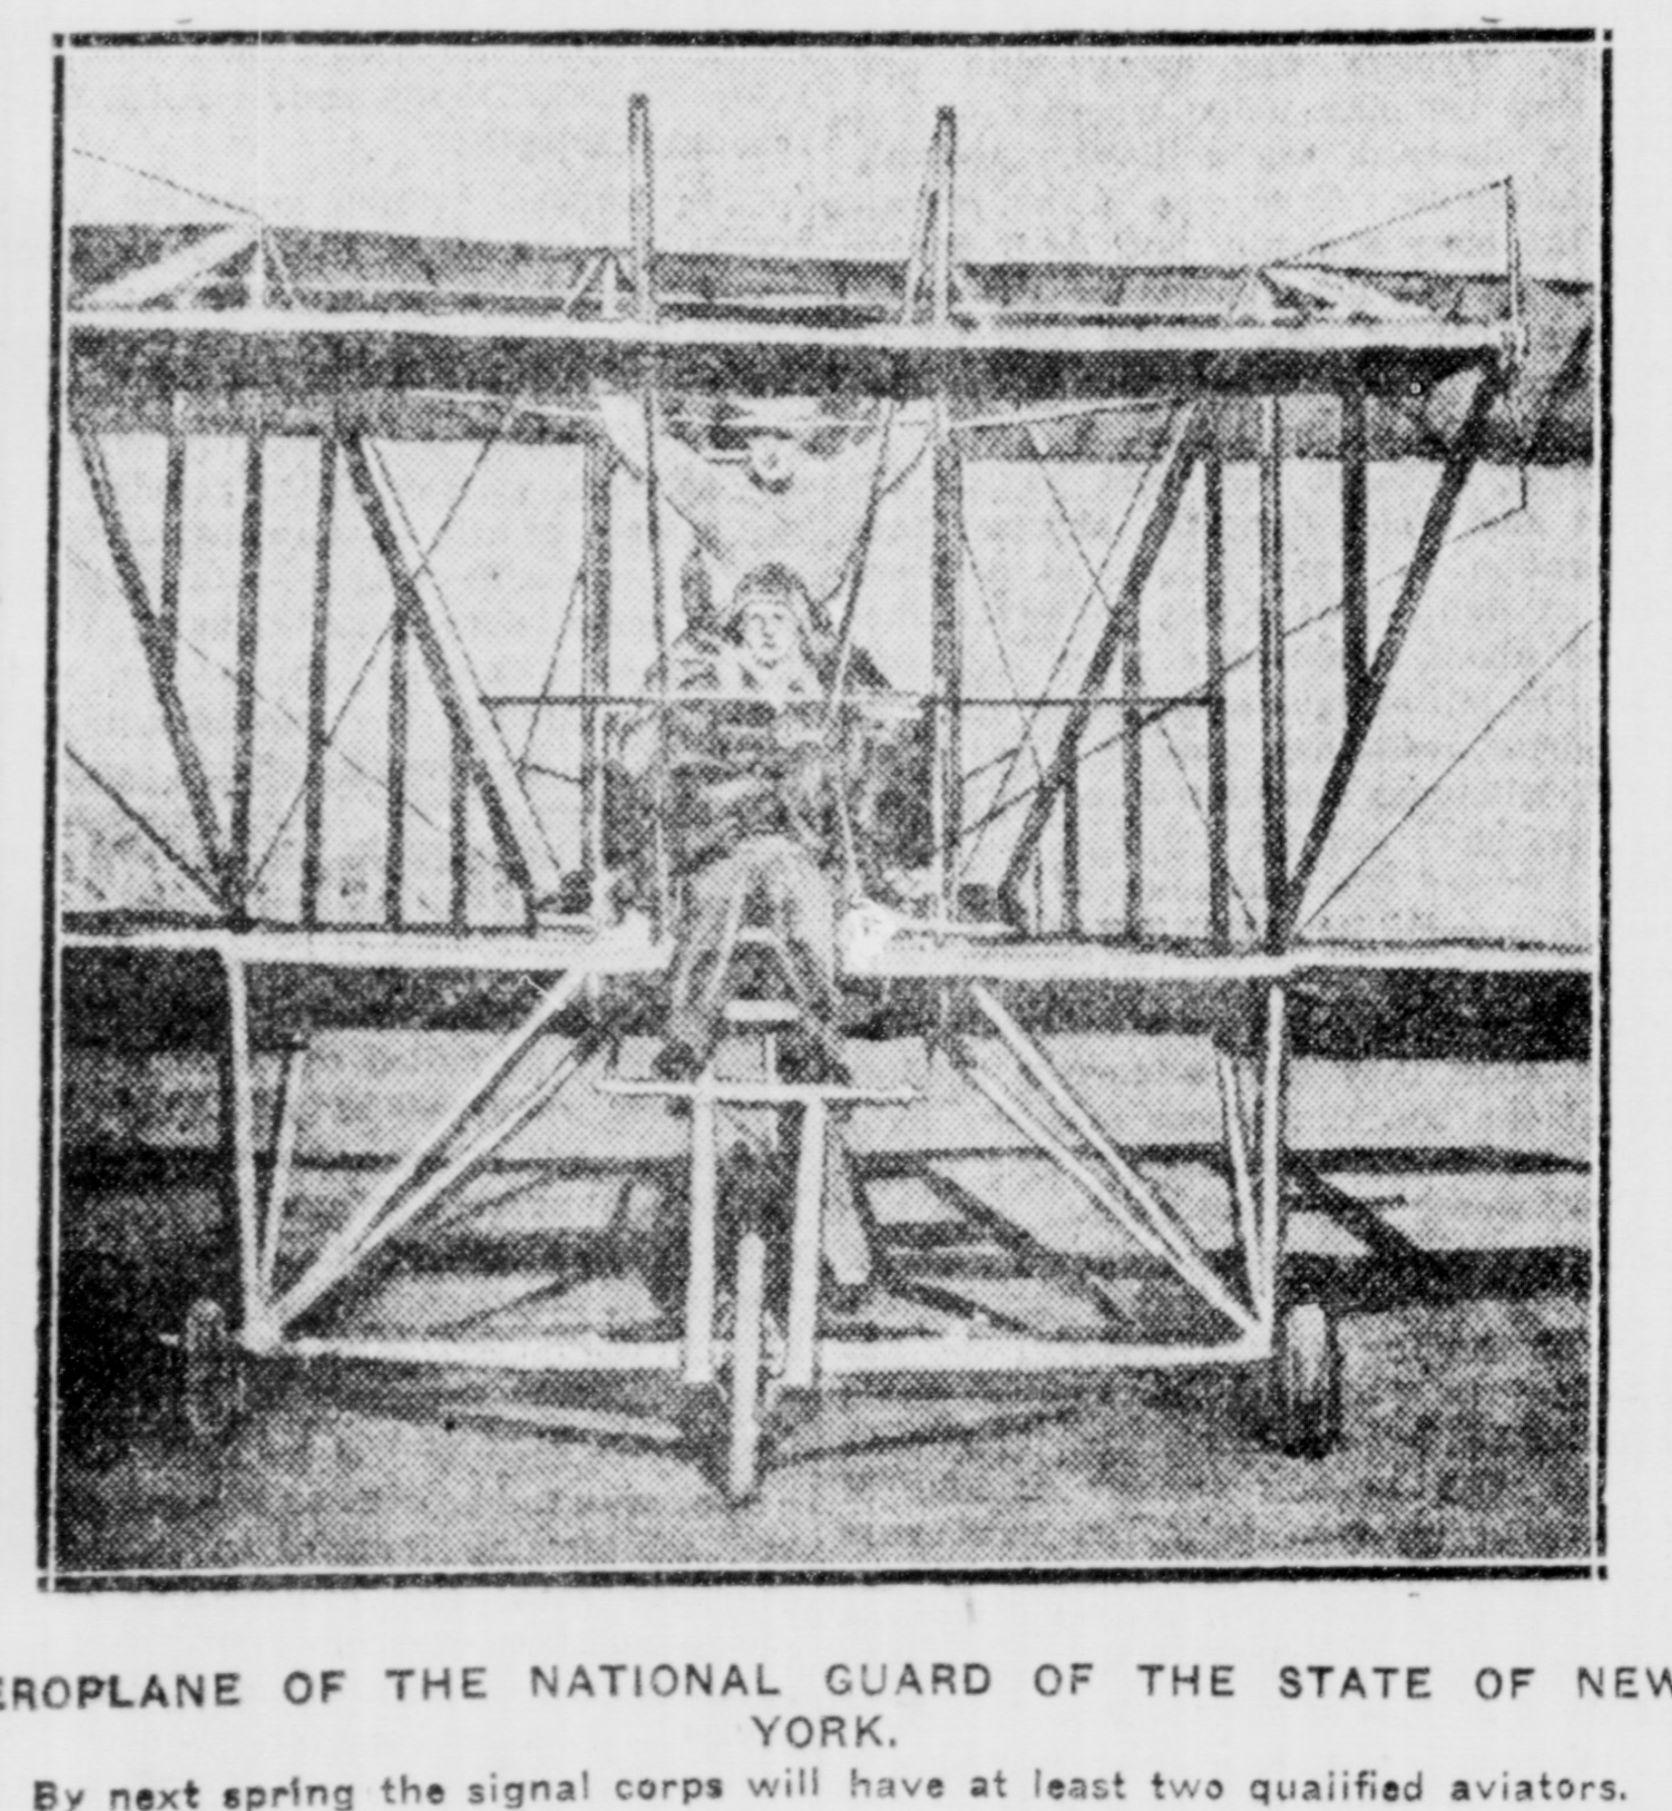 EROPLANE OF THE NATIONAL GUARD OF THE STATE OF NEW
YORK.
By next spring the signal corps will have at least two qualified aviators.